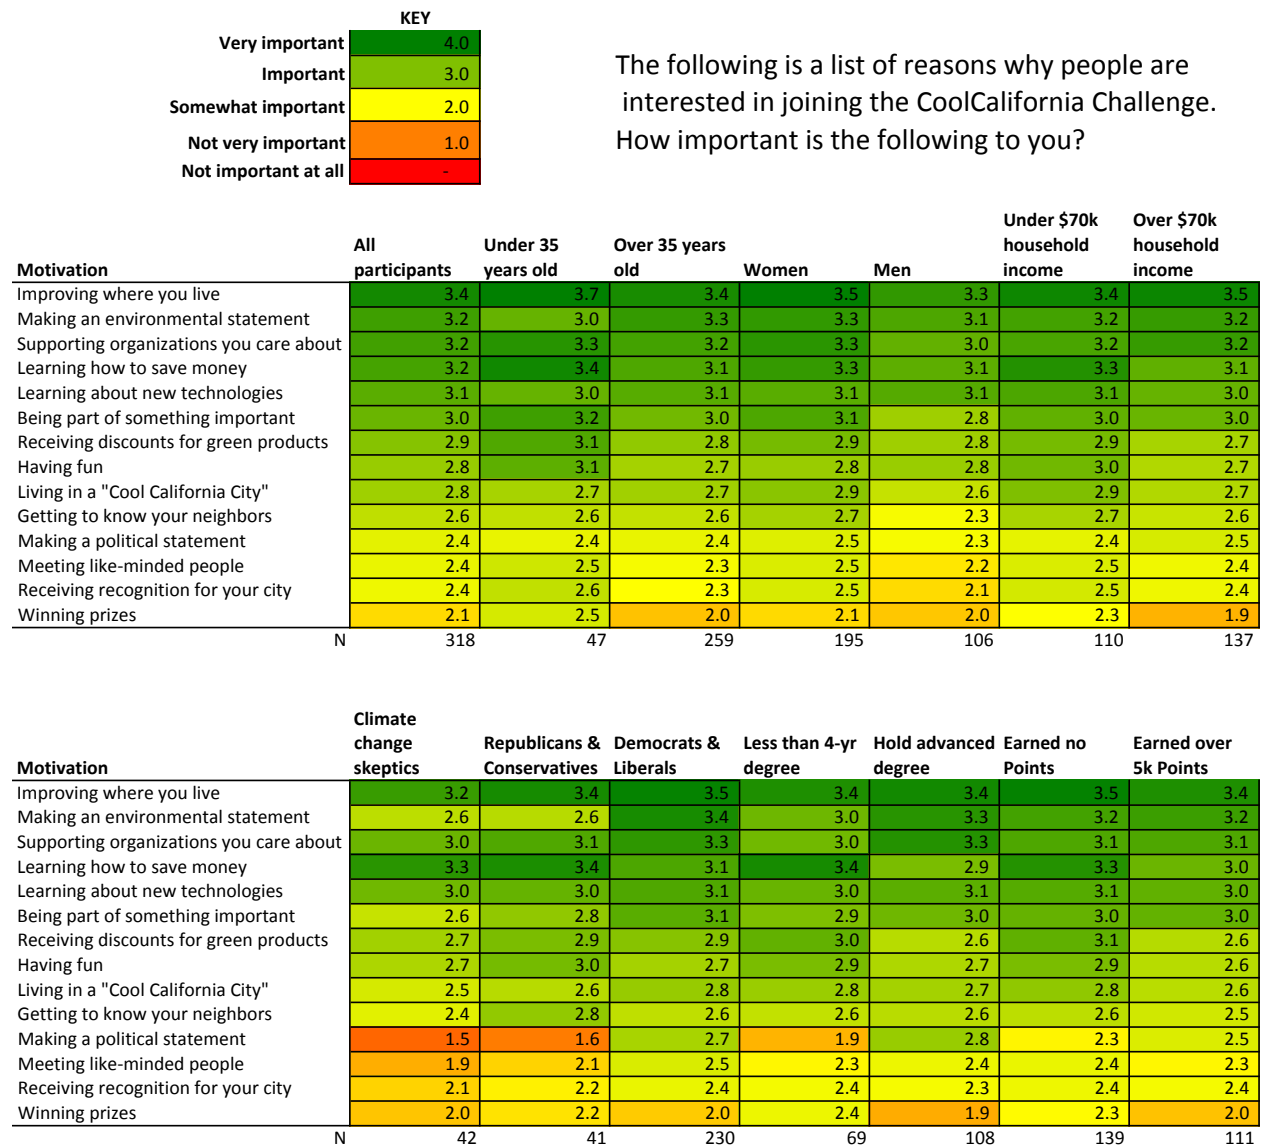 KEY
Very important 4.0
Important 3.0
Somewhat important 2.0
Not very important 1.0
Not important at all -
The following is a list of reasons why people are
interested in joining the CoolCalifornia Challenge.
How important is the following to you?
Under $70k Over $70k
All Under 35 Over 35 years household household
Motivation participants years old old Women Men income income
Improving where you live 3.4 3.7 3.4 3.5 3.3 3.4 3.5
Making an environmental statement 3.2 3.0 3.3 3.3 3.1 3.2 3.2
Supporting organizations you care about 3.2 3.3 3.2 3.3 3.0 3.2 3.2
Learning how to save money 3.2 3.4 3.1 3.3 3.1 3.3 3.1
Learning about new technologies 3.1 3.0 3.1 3.1 3.1 3.1 3.0
Being part of something important 3.0 3.2 3.0 3.1 2.8 3.0 3.0
Receiving discounts for green products 2.9 3.1 2.8 2.9 2.8 2.9 2.7
Having fun 2.8 3.1 2.7 2.8 2.8 3.0 2.7
Living in a "Cool California City" 2.8 2.7 2.7 2.9 2.6 2.9 2.7
Getting to know your neighbors 2.6 2.6 2.6 2.7 2.3 2.7 2.6
Making a political statement 2.4 2.4 2.4 2.5 2.3 2.4 2.5
Meeting like-minded people 2.4 2.5 2.3 2.5 2.2 2.5 2.4
Receiving recognition for your city 2.4 2.6 2.3 2.5 2.1 2.5 2.4
Winning prizes 2.1 2.5 2.0 2.1 2.0 2.3 1.9
N 318 47 259 195 106 110 137
Climate
change Republicans & Democrats & Less than 4-yr Hold advanced Earned no Earned over
Motivation skeptics Conservatives Liberals degree degree Points 5k Points
Improving where you live 3.2 3.4 3.5 3.4 3.4 3.5 3.4
Making an environmental statement 2.6 2.6 3.4 3.0 3.3 3.2 3.2
Supporting organizations you care about 3.0 3.1 3.3 3.0 3.3 3.1 3.1
Learning how to save money 3.3 3.4 3.1 3.4 2.9 3.3 3.0
Learning about new technologies 3.0 3.0 3.1 3.0 3.1 3.1 3.0
Being part of something important 2.6 2.8 3.1 2.9 3.0 3.0 3.0
Receiving discounts for green products 2.7 2.9 2.9 3.0 2.6 3.1 2.6
Having fun 2.7 3.0 2.7 2.9 2.7 2.9 2.6
Living in a "Cool California City" 2.5 2.6 2.8 2.8 2.7 2.8 2.6
Getting to know your neighbors 2.4 2.8 2.6 2.6 2.6 2.6 2.5
Making a political statement 1.5 1.6 2.7 1.9 2.8 2.3 2.5
Meeting like-minded people 1.9 2.1 2.5 2.3 2.4 2.4 2.3
Receiving recognition for your city 2.1 2.2 2.4 2.4 2.3 2.4 2.4
Winning prizes 2.0 2.2 2.0 2.4 1.9 2.3 2.0
N 42 41 230 69 108 139 111